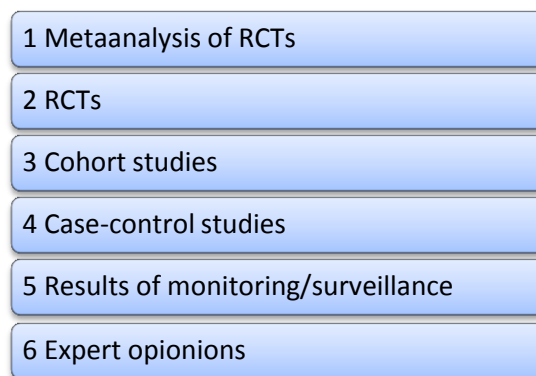 1 Metaanalysis of RCTs
2 RCTs
3 Cohort studies
4 Case-control studies
5 Results of monitoring/surveillance
6 Expert opionions